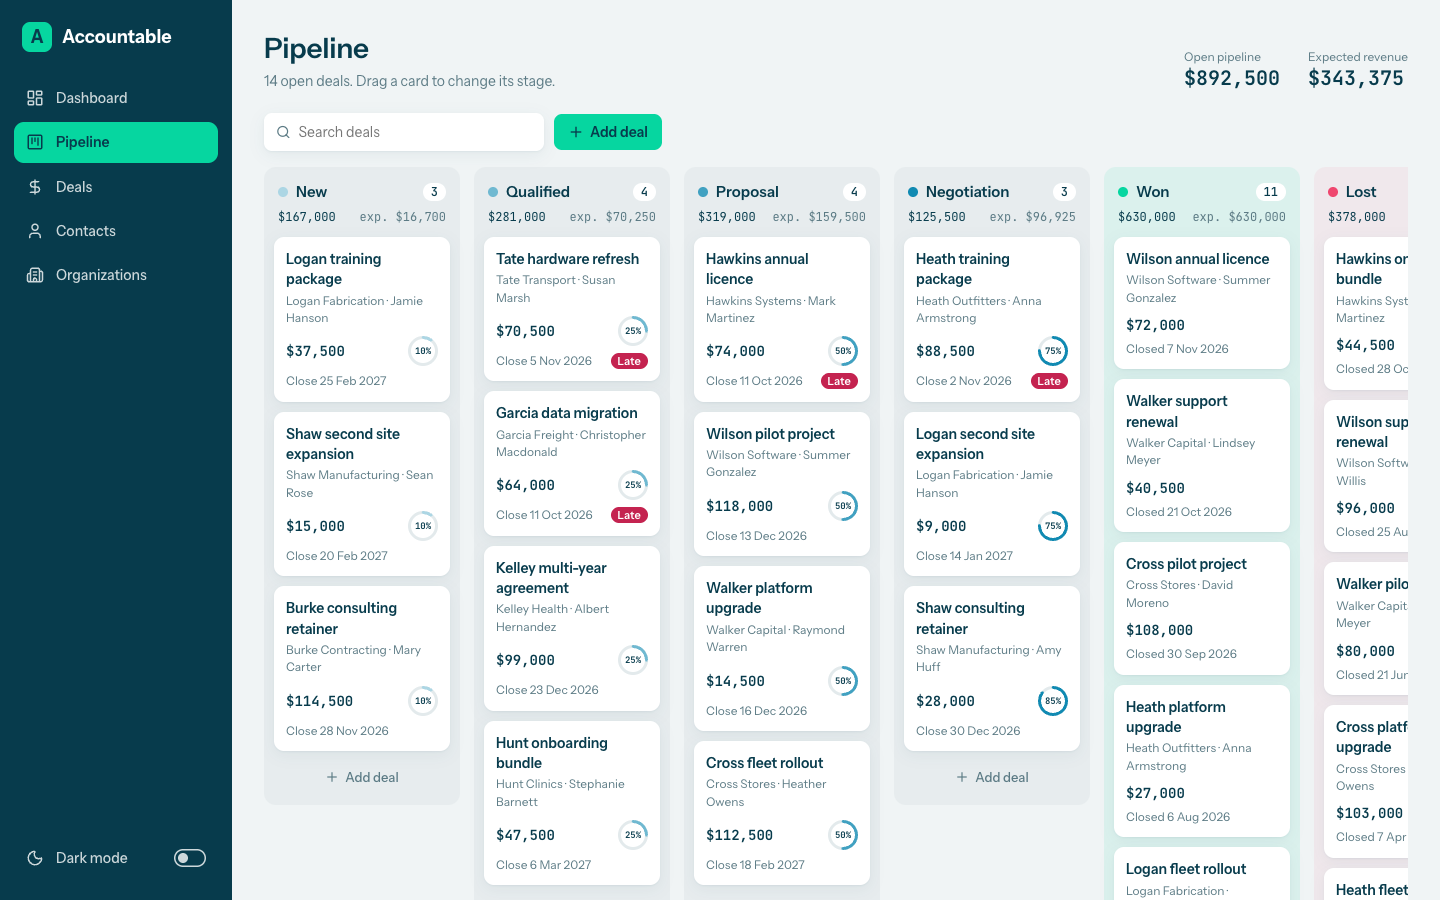 A Accountable
Dashboard
Pipeline
Deals
Contacts
Organizations
Dark mode
Pipeline
14 open deals. Drag a card to change its stage.
Open pipeline
$892,500
Expected revenue
$343,375
Search deals
Add deal
New 3
$167,000 exp. $16,700
Logan training
package
Logan Fabrication · Jamie
Hanson
$37,500 10%
Close 25 Feb 2027
Shaw second site
expansion
Shaw Manufacturing · Sean
Rose
$15,000 10%
Close 20 Feb 2027
Burke consulting
retainer
Burke Contracting · Mary
Carter
$114,500 10%
Close 28 Nov 2026
Add deal
Qualified 4
$281,000 exp. $70,250
Tate hardware refresh
Tate Transport · Susan
Marsh
$70,500 25%
Close 5 Nov 2026 Late
Garcia data migration
Garcia Freight · Christopher
Macdonald
$64,000 25%
Close 11 Oct 2026 Late
Kelley multi-year
agreement
Kelley Health · Albert
Hernandez
$99,000 25%
Close 23 Dec 2026
Hunt onboarding
bundle
Hunt Clinics · Stephanie
Barnett
$47,500 25%
Close 6 Mar 2027
Proposal 4
$319,000 exp. $159,500
Hawkins annual
licence
Hawkins Systems · Mark
Martinez
$74,000 50%
Close 11 Oct 2026 Late
Wilson pilot project
Wilson Software · Summer
Gonzalez
$118,000 50%
Close 13 Dec 2026
Walker platform
upgrade
Walker Capital · Raymond
Warren
$14,500 50%
Close 16 Dec 2026
Cross fleet rollout
Cross Stores · Heather
Owens
$112,500 50%
Close 18 Feb 2027
Negotiation 3
$125,500 exp. $96,925
Heath training
package
Heath Outfitters · Anna
Armstrong
$88,500 75%
Close 2 Nov 2026 Late
Logan second site
expansion
Logan Fabrication · Jamie
Hanson
$9,000 75%
Close 14 Jan 2027
Shaw consulting
retainer
Shaw Manufacturing · Amy
Huff
$28,000 85%
Close 30 Dec 2026
Add deal
Won 11
$630,000 exp. $630,000
Wilson annual licence
Wilson Software · Summer
Gonzalez
$72,000
Closed 7 Nov 2026
Walker support
renewal
Walker Capital · Lindsey
Meyer
$40,500
Closed 21 Oct 2026
Cross pilot project
Cross Stores · David
Moreno
$108,000
Closed 30 Sep 2026
Heath platform
upgrade
Heath Outfitters · Anna
Armstrong
$27,000
Closed 6 Aug 2026
Logan fleet rollout
Logan Fabrication ·
Lost
$378,000
Hawkins
bundle
Hawkins
Martinez
$44,500
Closed 28
Wilson
renewal
Wilson
Willis
$96,000
Closed 25
Walker
Walker
Meyer
$80,000
Closed 21
Cross
upgrade
Cross Stores
Owens
$103,000
Closed 7 Apr
Heath fleet